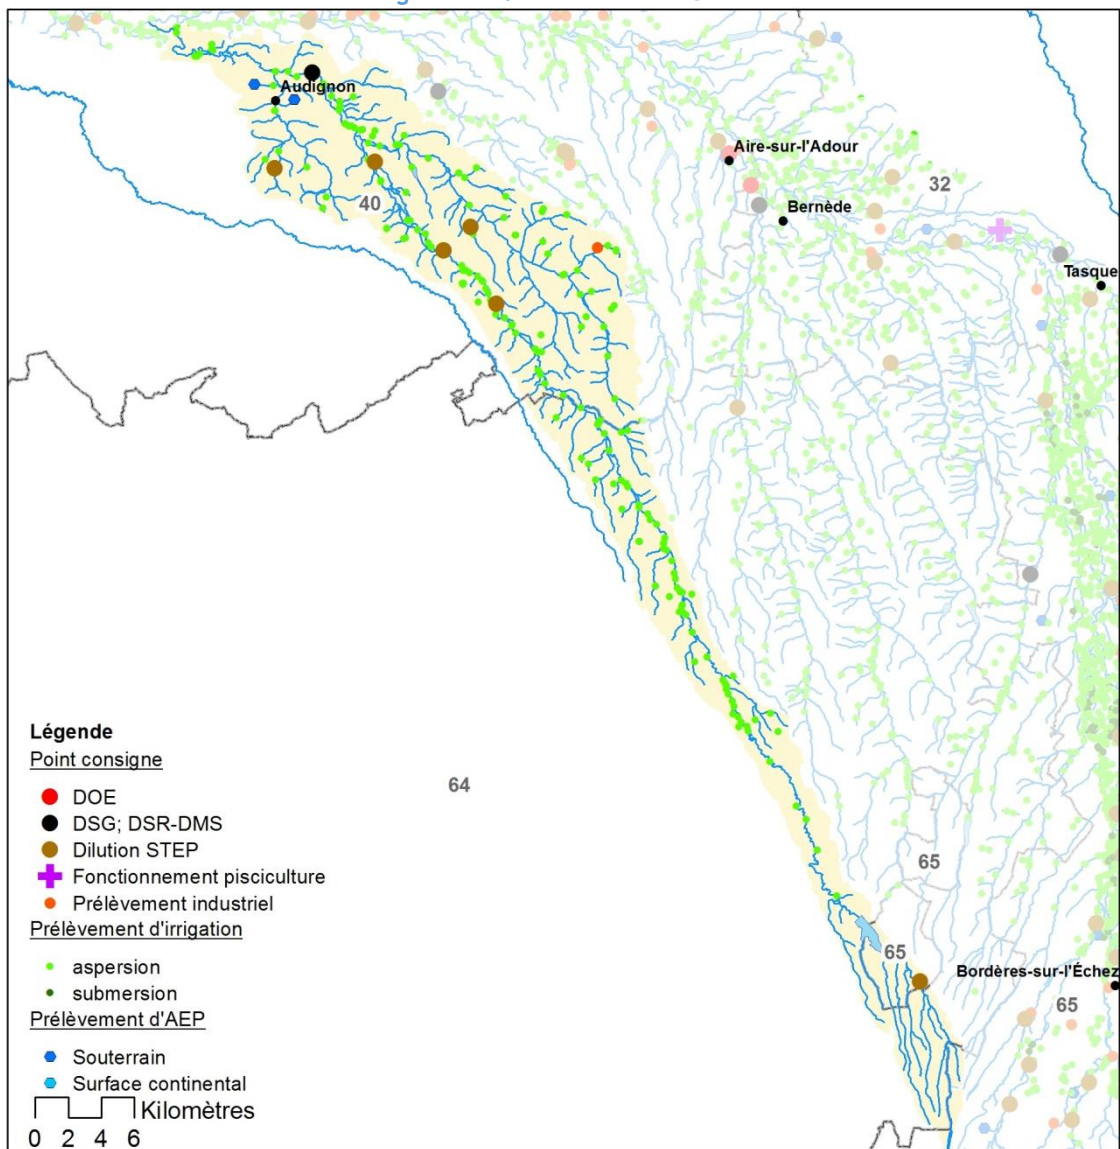 Audignon
Aire-sur-l'Adour
32
40
Bernède
Tasque
Légende
Point consigne
64
DOE
DSG; DSR-DMS
Dilution STEP
65
Fonctionnement pisciculture
Prélèvement industriel
Prélèvement d'irrigation
65
aspersion
Bordères-sur-l'Échez
submersion
65
Prélèvement d'AEP
Souterrain
Surface continental
Kilomètres
0 2 4 6